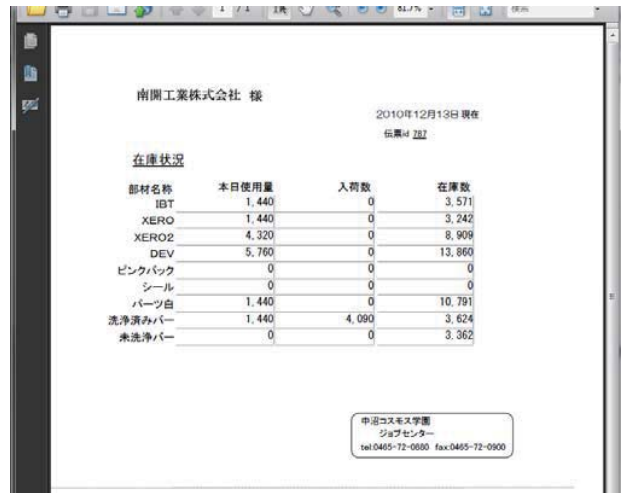 1 / 1
南開工業株式会社 様
2010年12月13日 現在
伝票id 787
在庫状況
部材名称 本日使用量 入荷数 在庫数
IBT 1,440 0 3,571
XERO 1,440 0 3,242
XERO2 4,320 0 8,909
DEV 5,760 0 13,860
ピンクパック 0 0 0
シール 0 0 0
パーツ白 1,440 0 10,791
洗浄済みバー 1,440 4,090 3,624
未洗浄バー 0 0 3,362
中沼コスモス学園
ジョブセンター
tel:0465-72-0880 fax:0465-72-0900